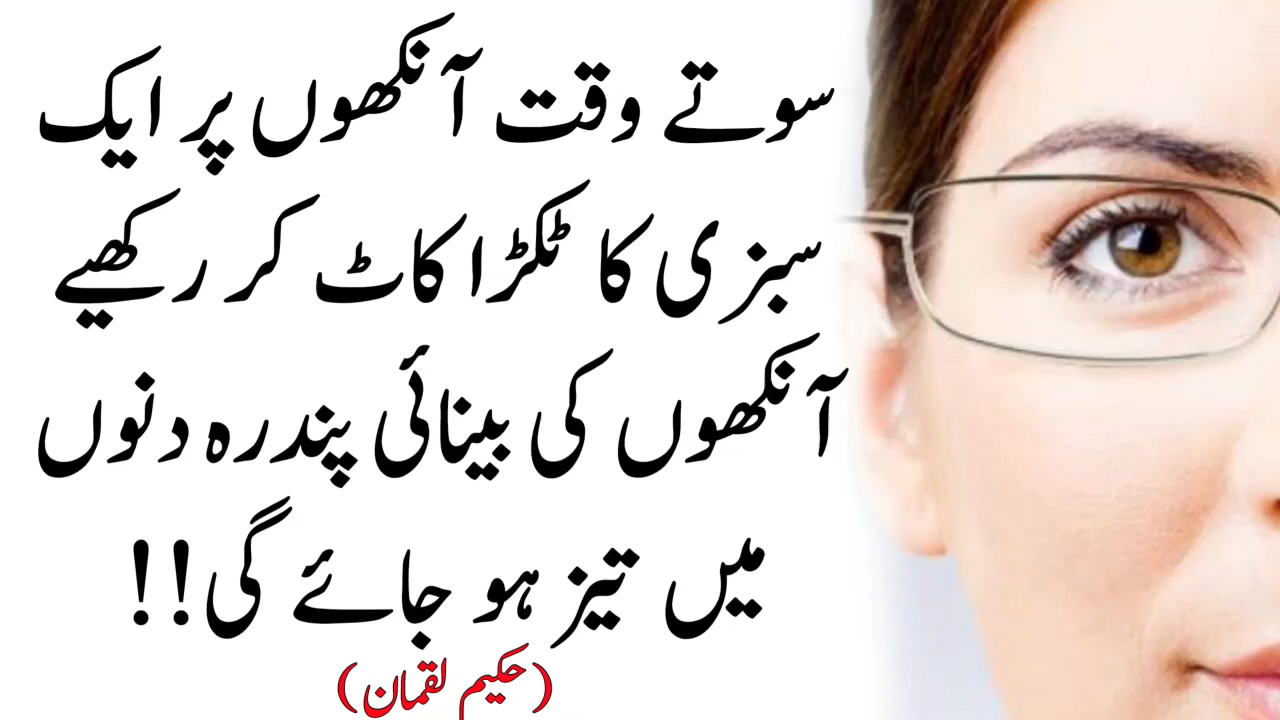 سوتے وقت آنکھوں پر ایک
سبزی کا ٹکڑا کاٹ کر رکھیے
آنکھوں کی بینائی پندرہ دنوں
میں تیز ہو جائے گی!!
(حکیم لقمان)